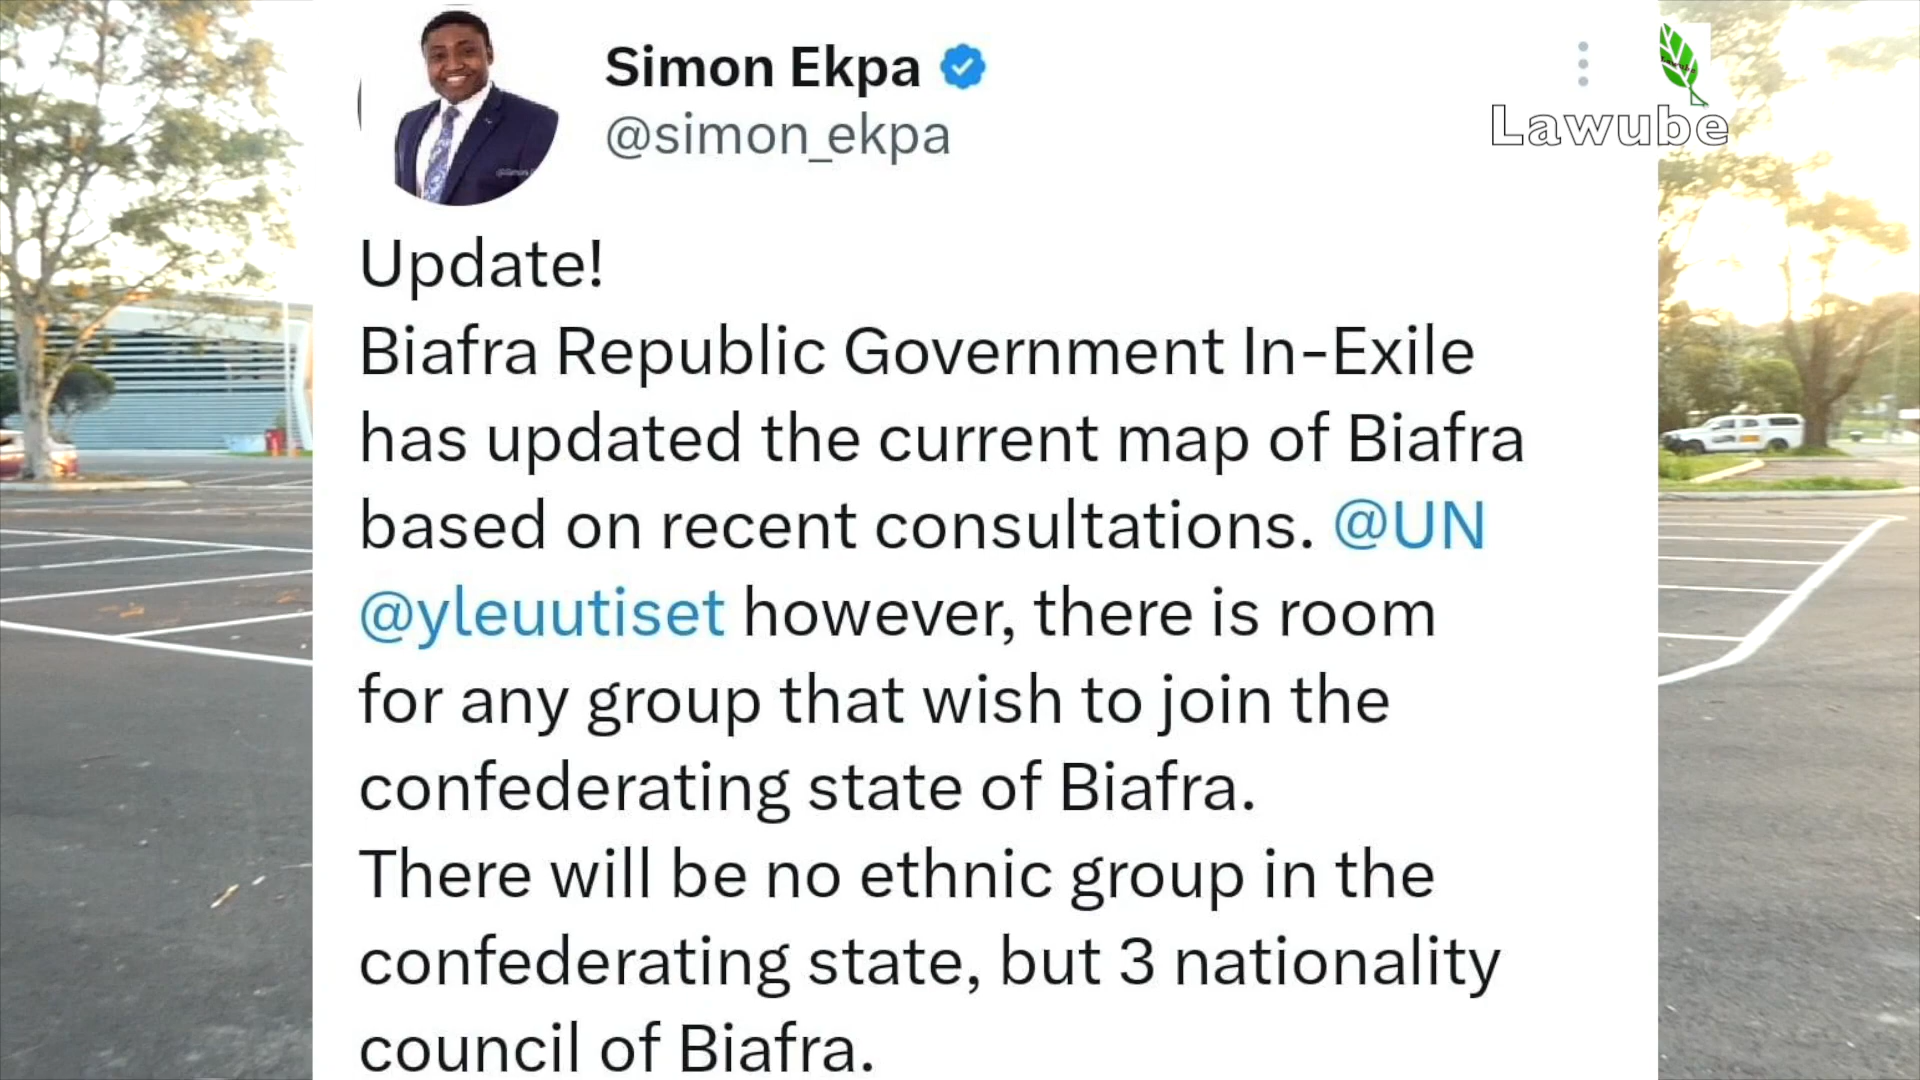 Simon Ekpa
@simon_ekpa
Lawube
Update!
Biafra Republic Government In-Exile
has updated the current map of Biafra
based on recent consultations. @UN
@yleuutiset however, there is room
for any group that wish to join the
confederating state of Biafra.
There will be no ethnic group in the
confederating state, but 3 nationality
council of Biafra.